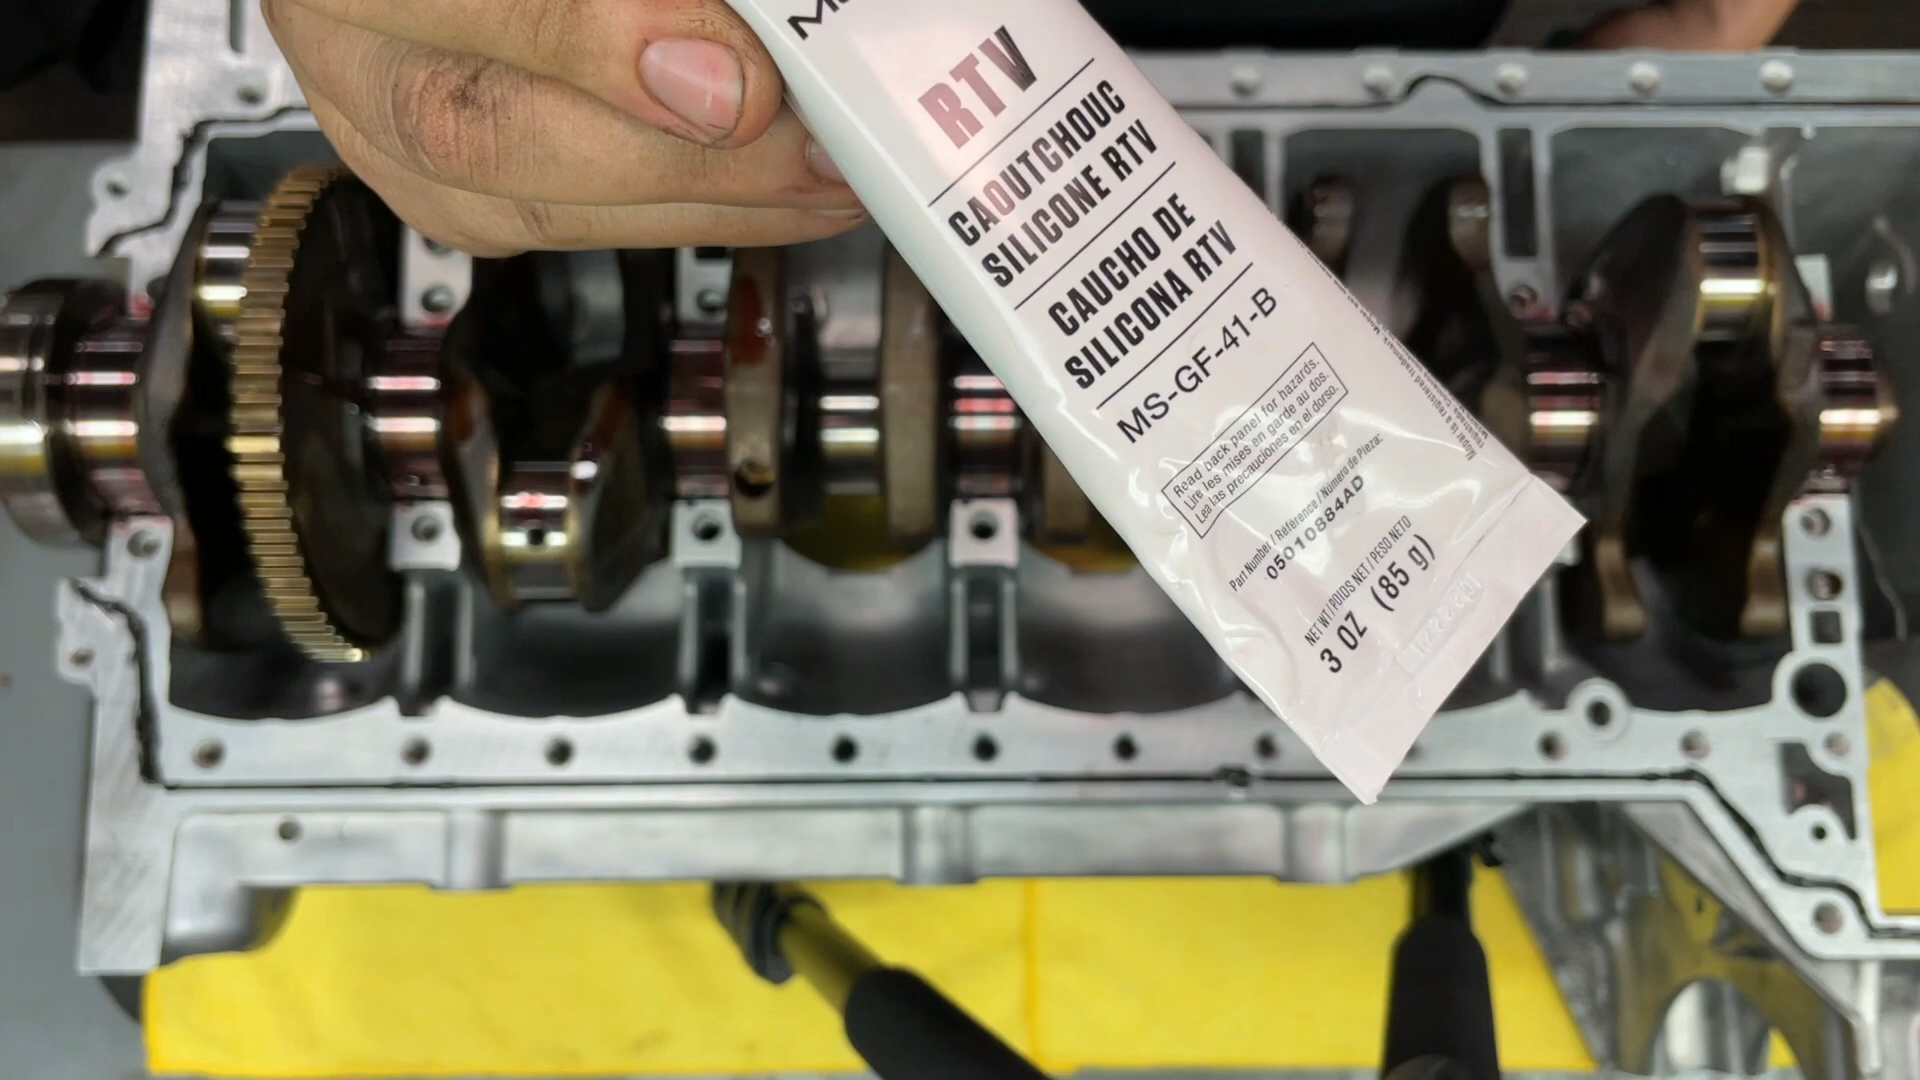 RTV
CAOUTCHOUC
SILICONE RTV
CAUCHO DE
SILICONA RTV
MS-GF-41-B
Read back panel for hazards.
Lire les mises en garde au dos.
Lea las precauciones en el dorso.
Part Number / Référence / Número de Pieza:
05010884AD
NET WT / POIDS NET / PESO NETO
3 OZ (85 g)